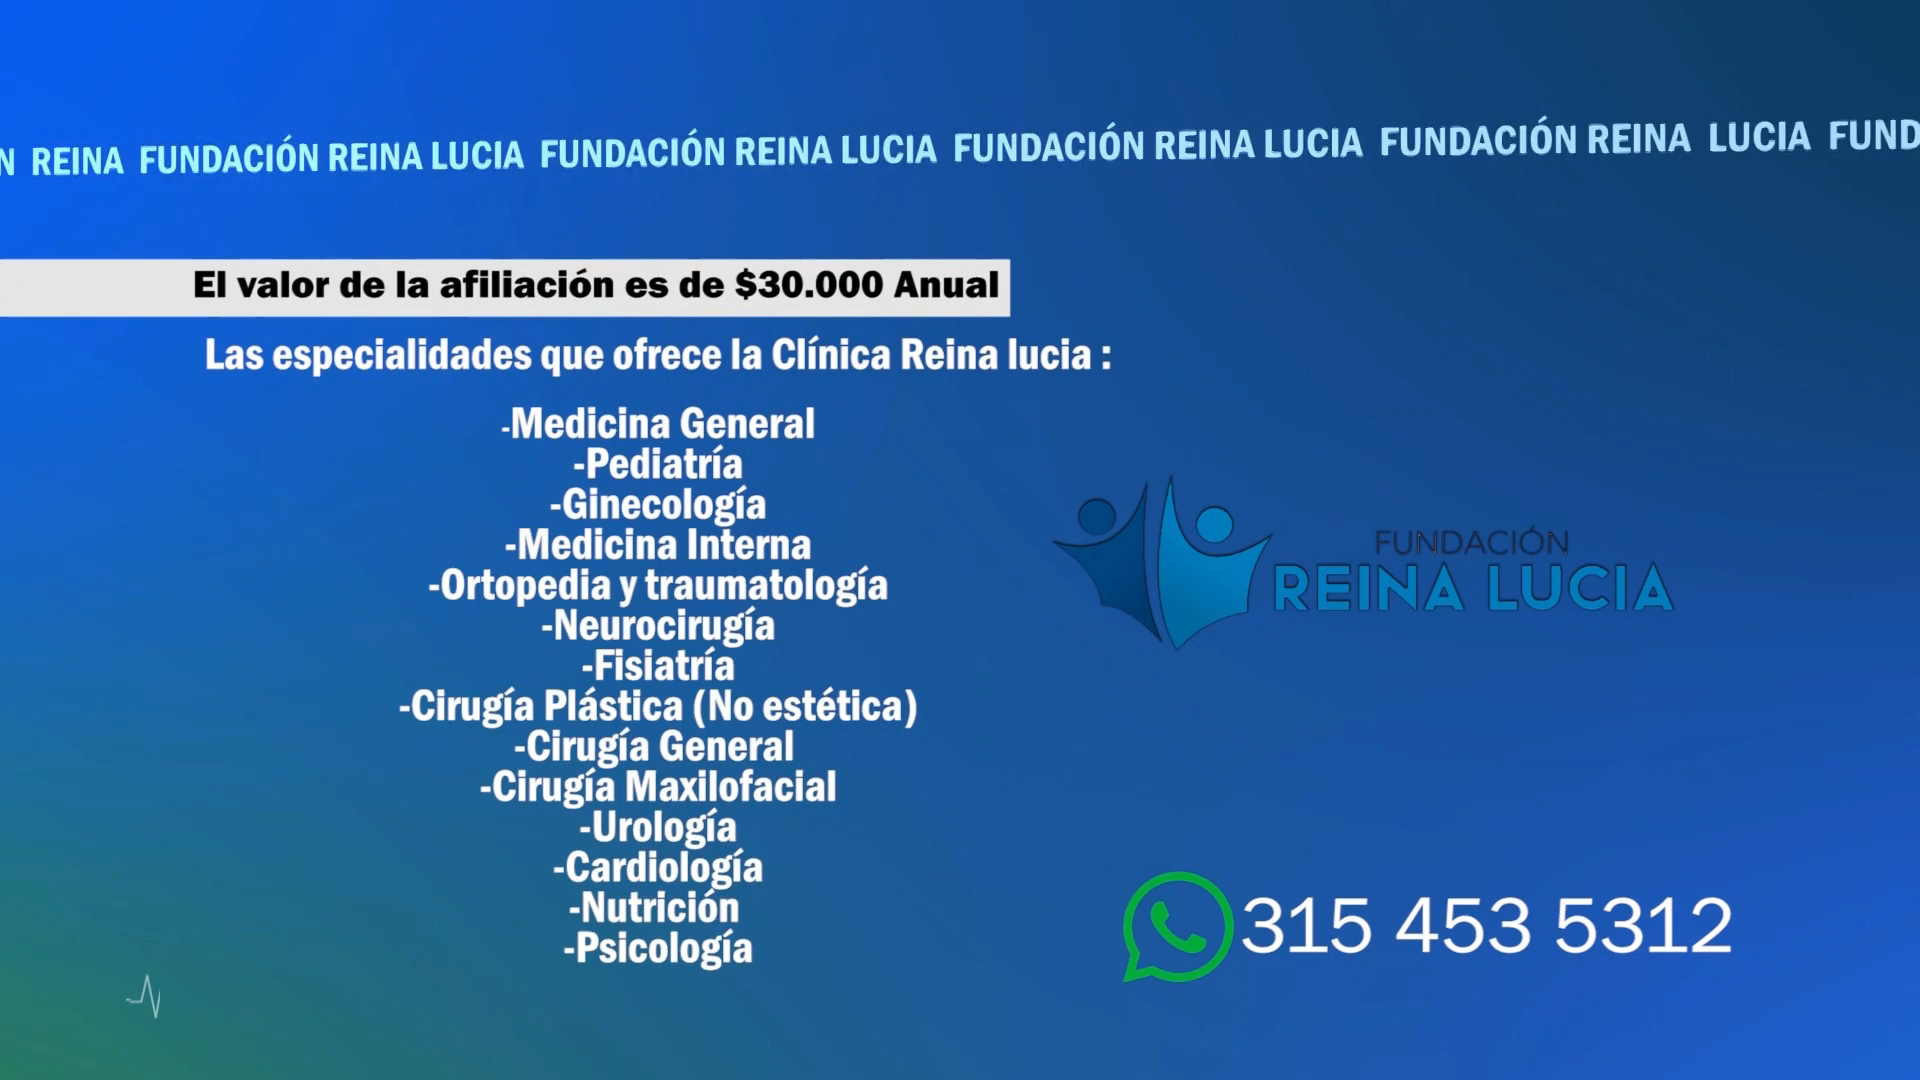 N REINA FUNDACIÓN REINA LUCIA FUNDACIÓN REINA LUCIA FUNDACIÓN REINA LUCIA FUNDACIÓN REINA LUCIA FUND
El valor de la afiliación es de $30.000 Anual
Las especialidades que ofrece la Clínica Reina lucia :
-Medicina General
-Pediatría
-Ginecología
-Medicina Interna
-Ortopedia y traumatología
-Neurocirugía
-Fisiatría
-Cirugía Plástica (No estética)
-Cirugía General
-Cirugía Maxilofacial
-Urología
-Cardiología
-Nutrición
-Psicología
FUNDACIÓN
REINA LUCIA
315 453 5312